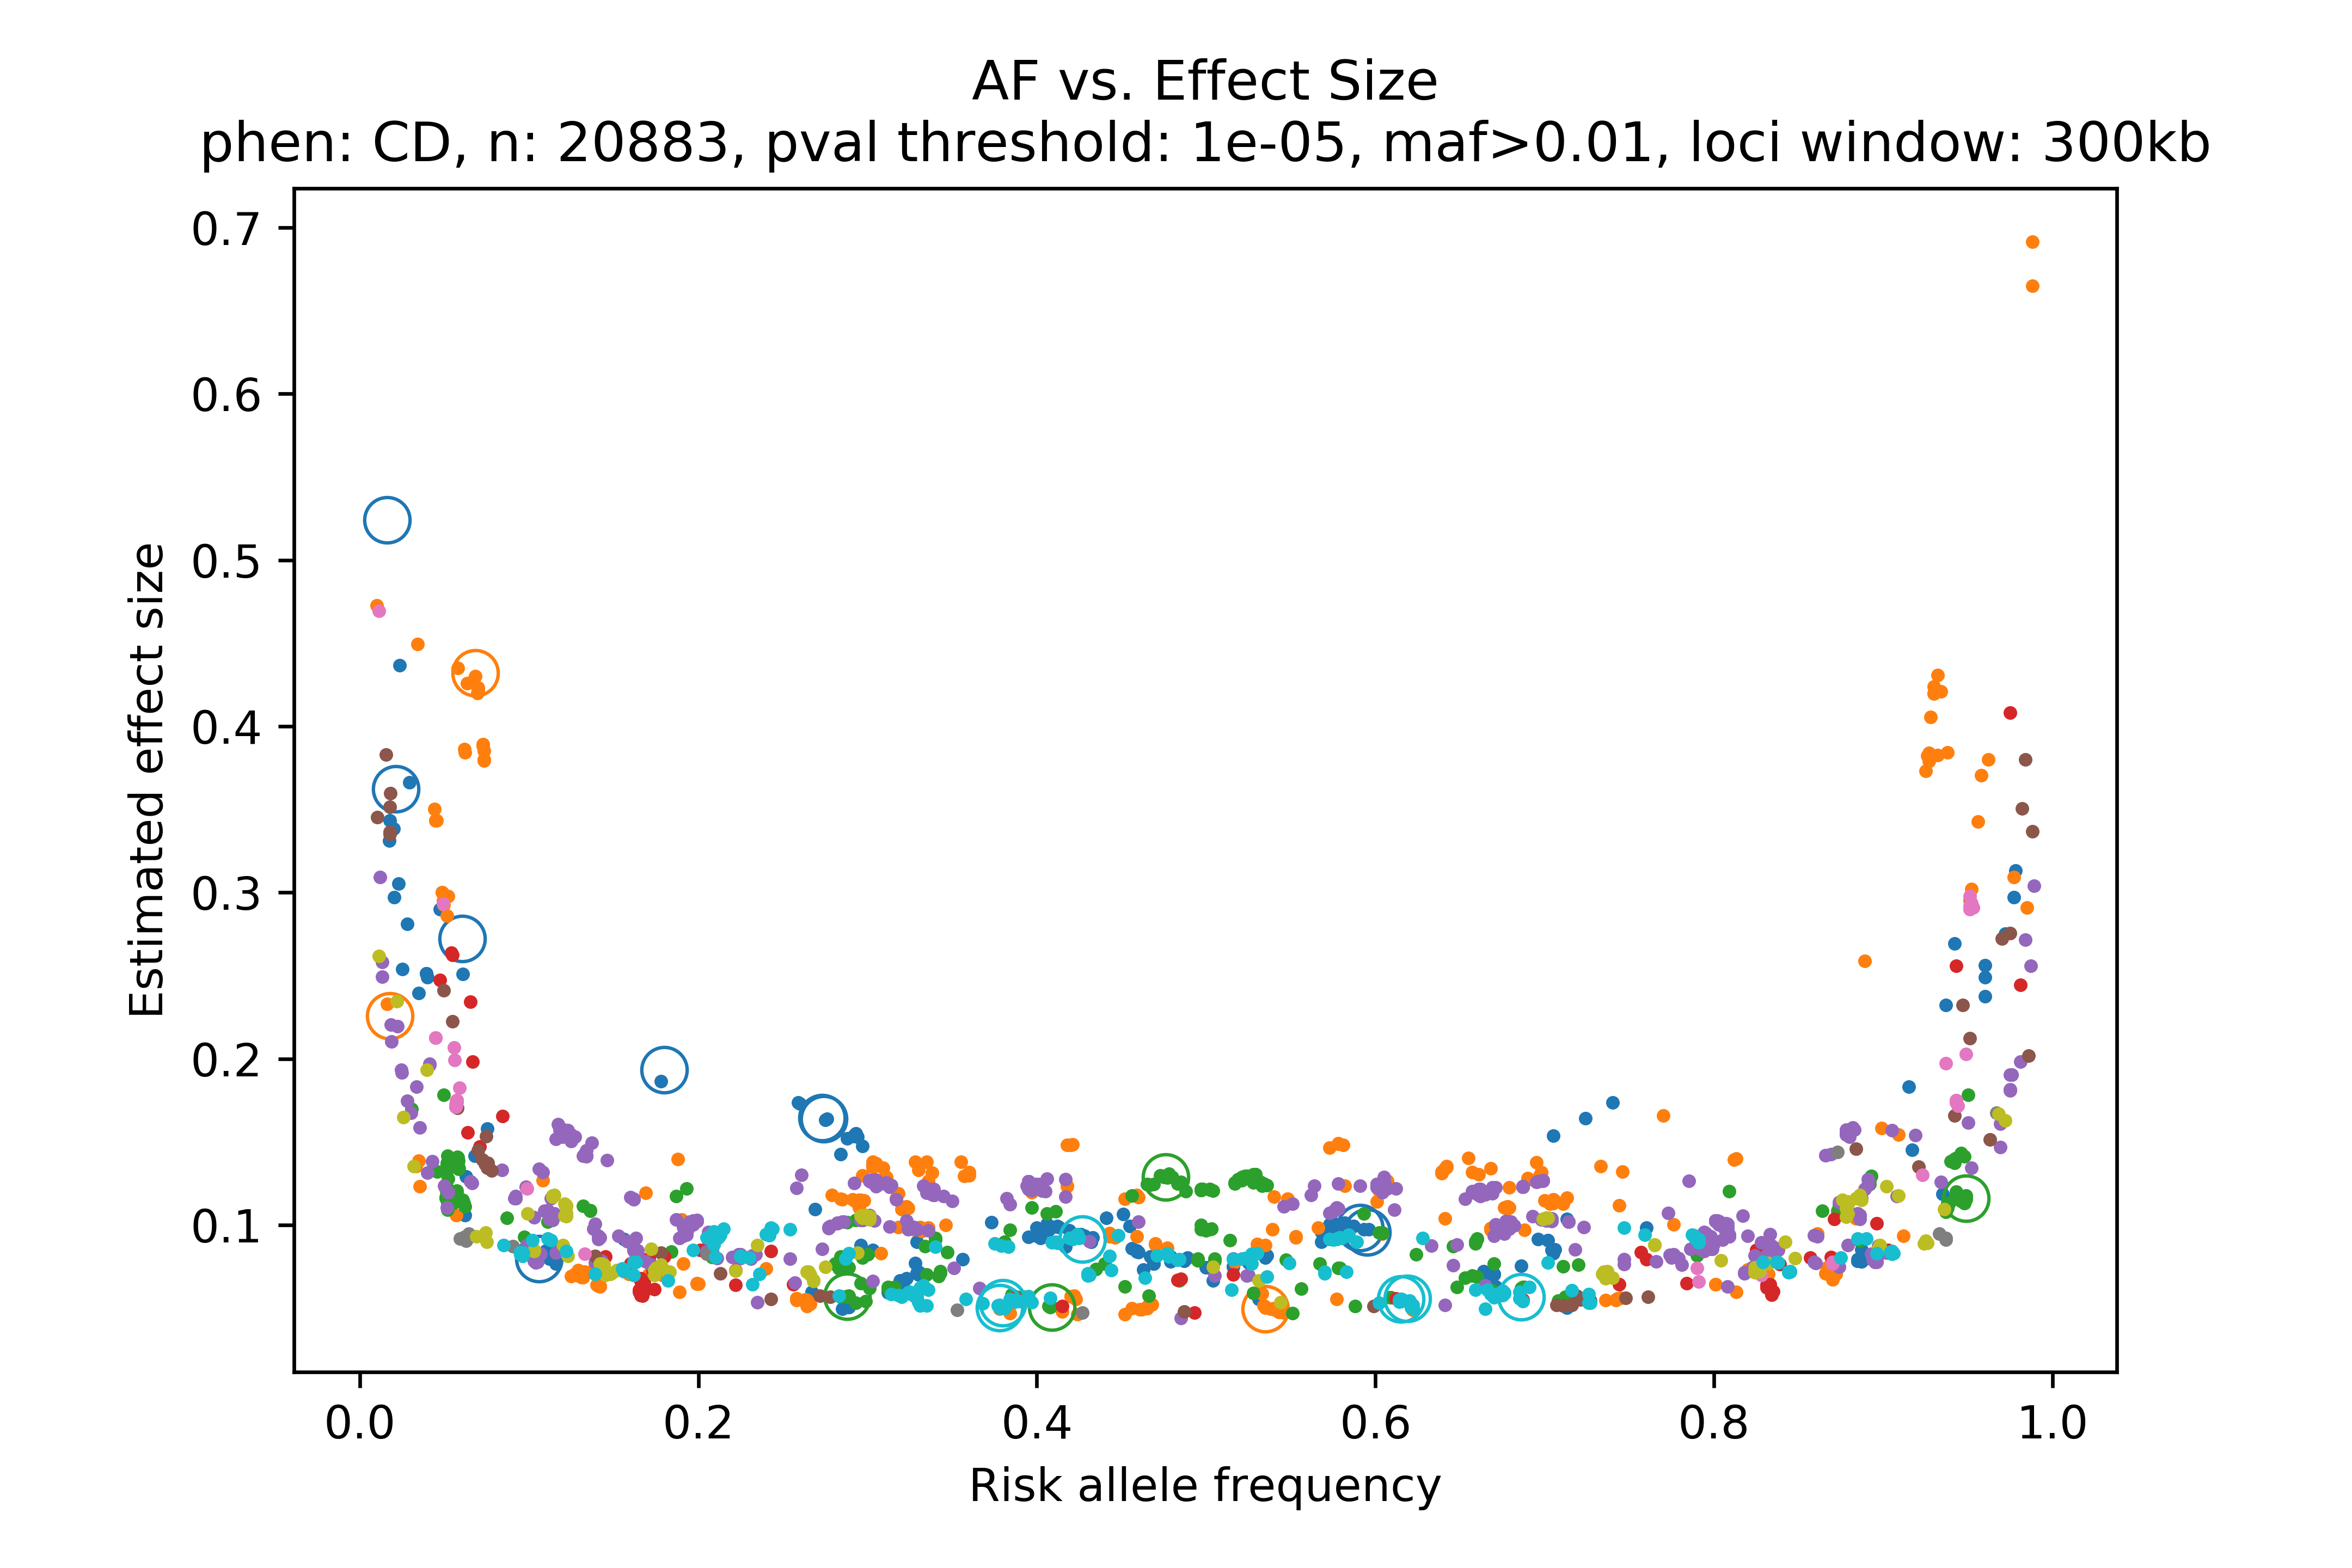 AF vs. Effect Size
phen: CD, n: 20883, pval threshold: 1e-05, maf>0.01, loci window: 300kb
0.7
0.6
0.5
0.4
0.3
0.2
0.1
Estimated effect size
0.0 0.2 0.4 0.6 0.8 1.0
Risk allele frequency